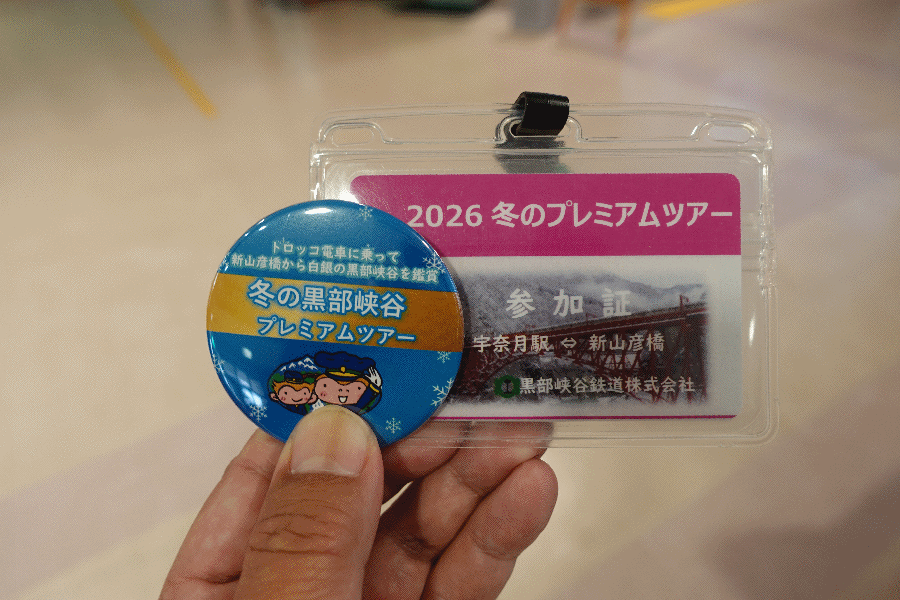 トロッコ電車に乗って
新山彦橋から白銀の黒部峡谷を鑑賞
冬の黒部峡谷
プレミアムツアー
2026 冬のプレミアムツアー
参加証
宇奈月駅 ⇔ 新山彦橋
黒部峡谷鉄道株式会社